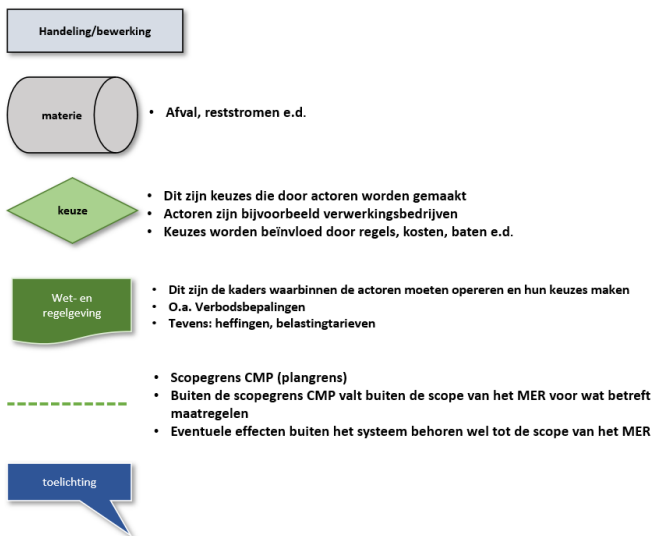 Handeling/bewerking
materie
• Afval, reststromen e.d.
keuze
• Dit zijn keuzes die door actoren worden gemaakt
• Actoren zijn bijvoorbeeld verwerkingsbedrijven
• Keuzes worden beïnvloed door regels, kosten, baten e.d.
Wet- en
regelgeving
• Dit zijn de kaders waarbinnen de actoren moeten opereren en hun keuzes maken
• O.a. Verbodsbepalingen
• Tevens: heffingen, belastingtarieven
• Scopegrens CMP (plangrens)
• Buiten de scopegrens CMP valt buiten de scope van het MER voor wat betreft
maatregelen
• Eventuele effecten buiten het systeem behoren wel tot de scope van het MER
toelichting